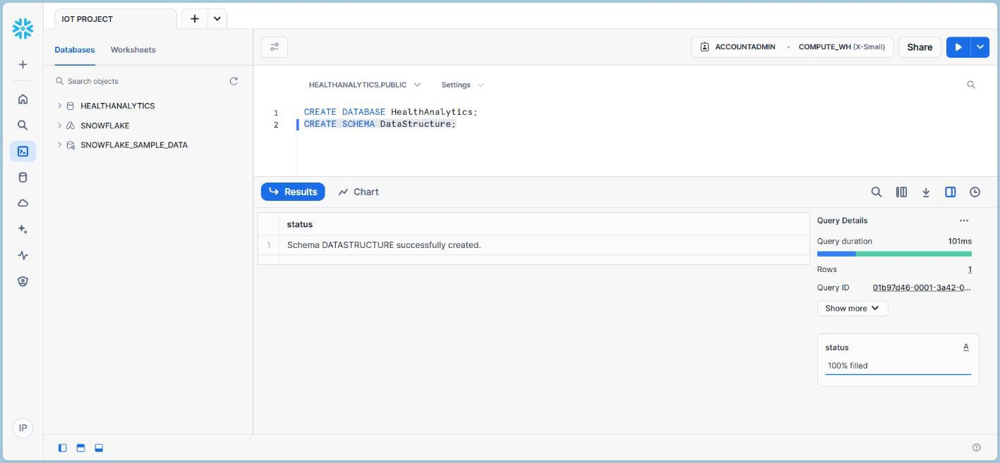 IOT PROJECT
Databases
Worksheets
Search objects
HEALTHANALYTICS
SNOWFLAKE
SNOWFLAKE_SAMPLE_DATA
IP
ACCOUNTADMIN
COMPUTE_WH (X-Small)
Share
HEALTHANALYTICS.PUBLIC
Settings
1 CREATE DATABASE HealthAnalytics;
2 CREATE SCHEMA DataStructure;
Results
Chart
status
1 Schema DATASTRUCTURE successfully created.
Query Details
Query duration 101ms
Rows 1
Query ID 01b97d46-0001-3a42-0...
Show more
status A
100% filled